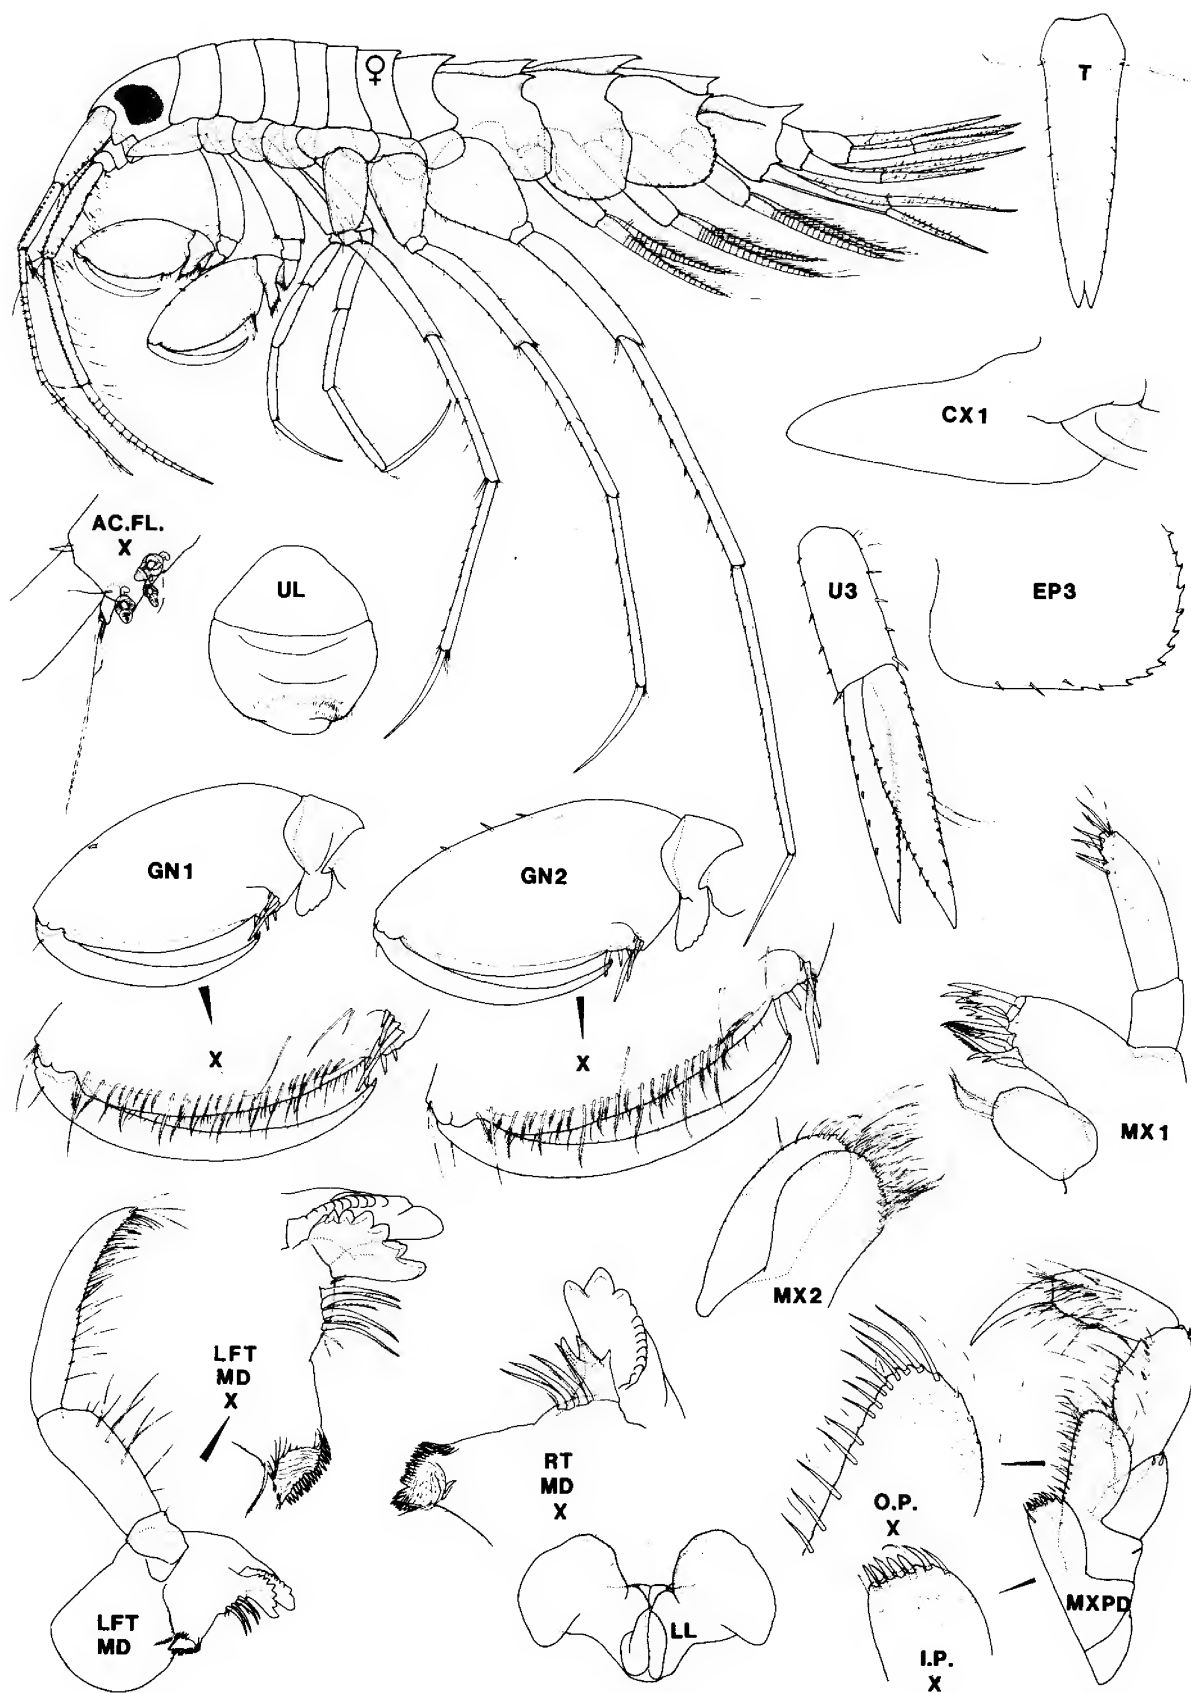 ♀
T
CX1
AC.FL.
X
UL
U3
EP3
GN1
GN2
X
X
MX1
MX2
LFT
MD
X
RT
MD
X
O.P.
X
LFT
MD
LL
I.P.
X
MXPD